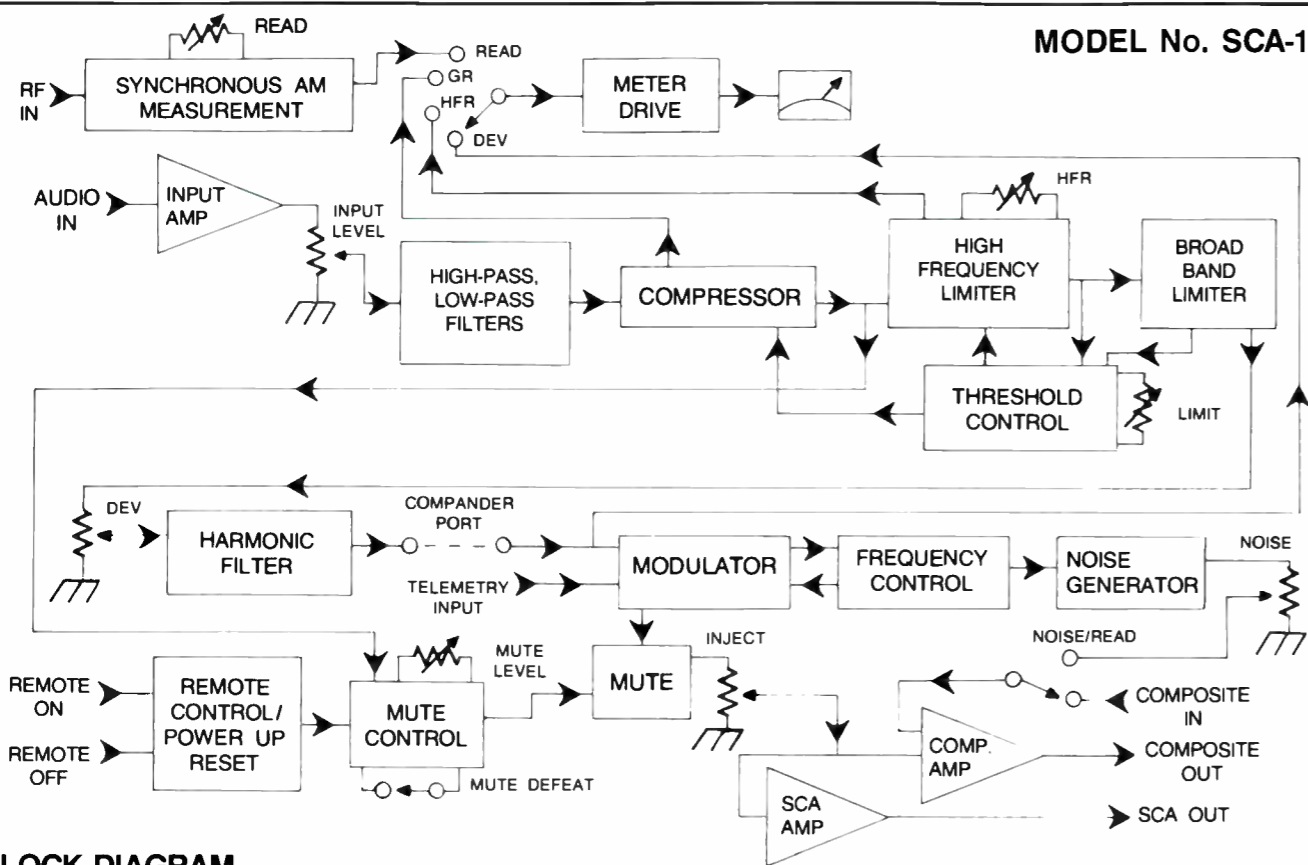 MODEL No. SCA-1
READ
RF
IN
SYNCHRONOUS AM
MEASUREMENT
READ
GR
HFR
DEV
METER
DRIVE
AUDIO
IN
INPUT
AMP
INPUT
LEVEL
HIGH-PASS,
LOW-PASS
FILTERS
COMPRESSOR
HFR
HIGH
FREQUENCY
LIMITER
BROAD
BAND
LIMITER
THRESHOLD
CONTROL
LIMIT
DEV
HARMONIC
FILTER
COMPANDER
PORT
TELEMETRY
INPUT
MODULATOR
FREQUENCY
CONTROL
NOISE
GENERATOR
NOISE
REMOTE
ON
REMOTE
OFF
REMOTE
CONTROL/
POWER UP
RESET
MUTE
CONTROL
MUTE
LEVEL
MUTE DEFEAT
MUTE
INJECT
NOISE/READ
COMPOSITE
IN
COMP.
AMP
COMPOSITE
OUT
SCA
AMP
SCA OUT